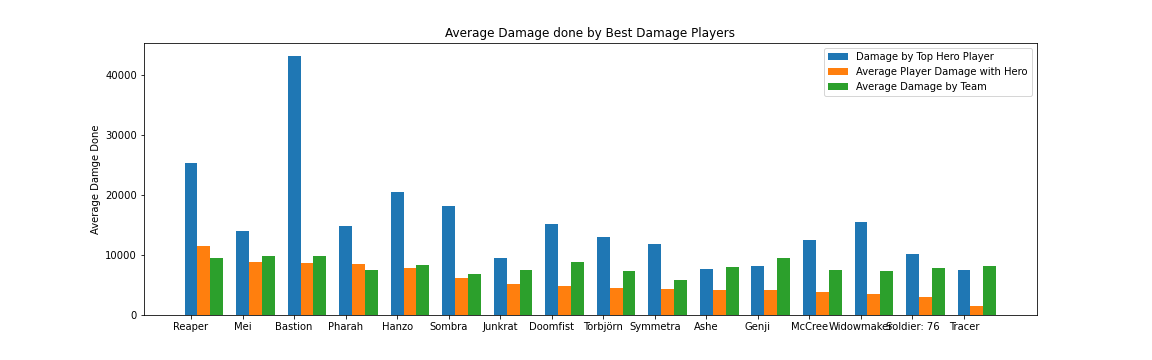 Average Damage done by Best Damage Players
Damage by Top Hero Player
Average Player Damage with Hero
Average Damage by Team
Average Damge Done
40000
30000
20000
10000
0
Reaper Mei Bastion Pharah Hanzo Sombra Junkrat Doomfist Torbjörn Symmetra Ashe Genji McCree Widowmaker Soldier: 76 Tracer